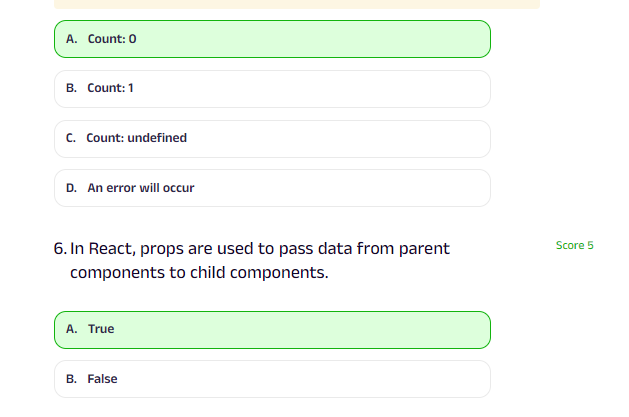 A. Count: 0
B. Count: 1
C. Count: undefined
D. An error will occur
6. In React, props are used to pass data from parent
components to child components.
Score 5
A. True
B. False